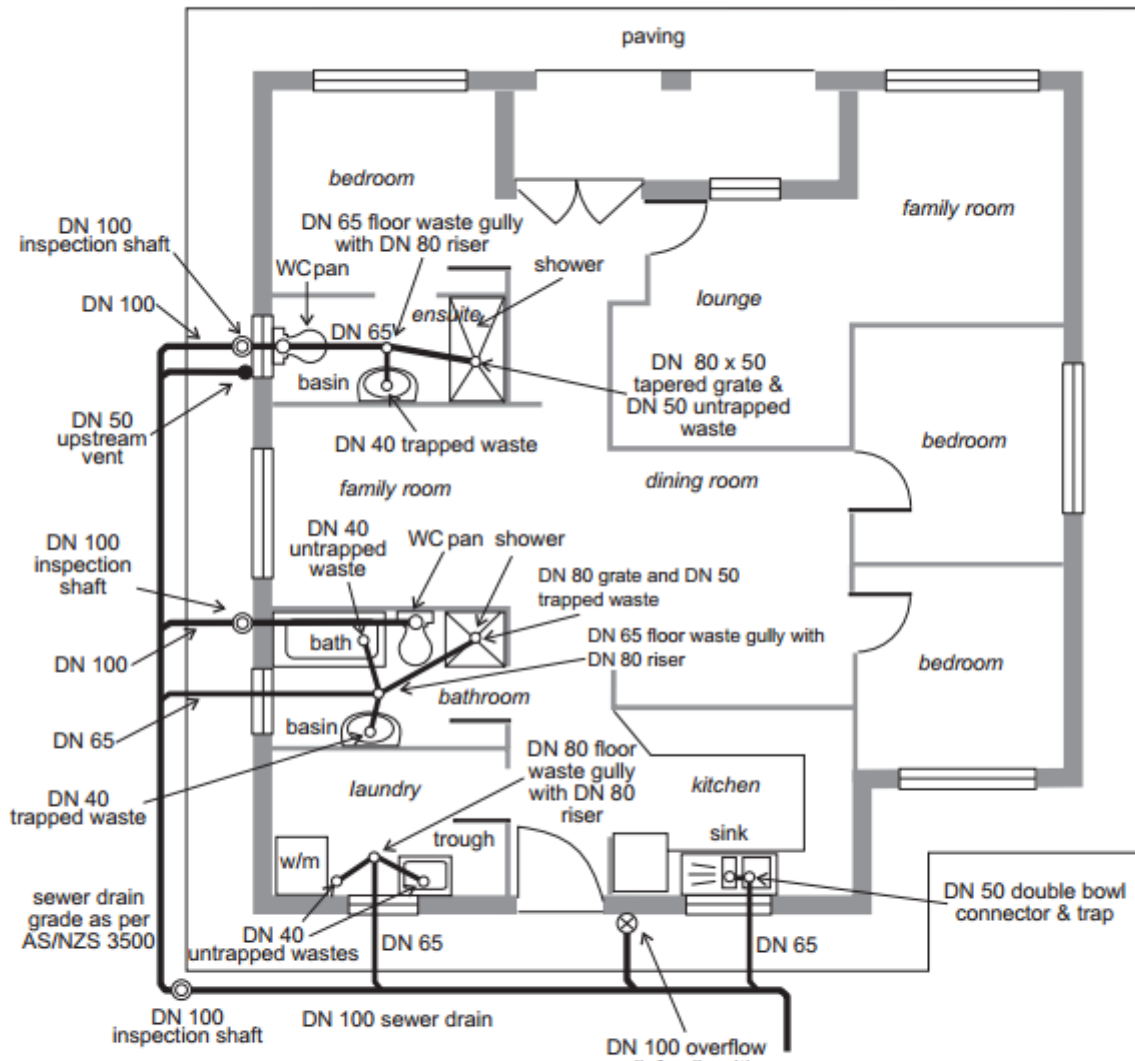 paving
bedroom
family room
DN 100
inspection shaft
DN 65 floor waste gully
with DN 80 riser
WC pan
shower
DN 100
ensuite
lounge
DN 65
basin
DN 80 x 50
tapered grate &
DN 50 untrapped
waste
DN 50
upstream
vent
DN 40 trapped waste
bedroom
family room
dining room
DN 100
inspection
shaft
DN 40
untrapped
waste
WC pan
shower
DN 80 grate and DN 50
trapped waste
bath
DN 65 floor waste gully with
DN 80 riser
DN 100
bedroom
bathroom
DN 65
basin
DN 80 floor
waste gully
with DN 80
riser
laundry
kitchen
DN 40
trapped waste
trough
sink
w/m
sewer drain
grade as per
AS/NZS 3500
DN 40
untrapped wastes
DN 65
DN 65
DN 50 double bowl
connector & trap
DN 100
inspection shaft
DN 100 sewer drain
DN 100 overflow